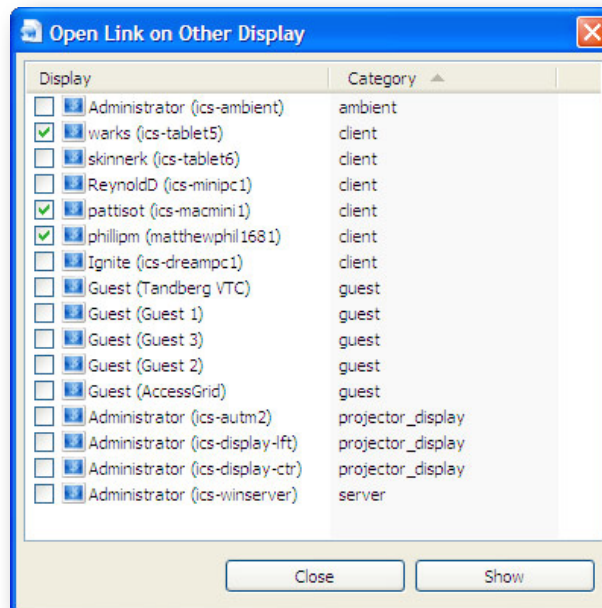 Open Link on Other Display
Display Category
Administrator (ics-ambient) ambient
warks (ics-tablet5) client
skinnerk (ics-tablet6) client
ReynoldD (ics-minipc1) client
pattisot (ics-macmini1) client
phillipm (matthewphil1681) client
Ignite (ics-dreampc1) client
Guest (Tandberg VTC) guest
Guest (Guest 1) guest
Guest (Guest 3) guest
Guest (Guest 2) guest
Guest (AccessGrid) guest
Administrator (ics-autm2) projector_display
Administrator (ics-display-lft) projector_display
Administrator (ics-display-ctr) projector_display
Administrator (ics-winserver) server
Close Show